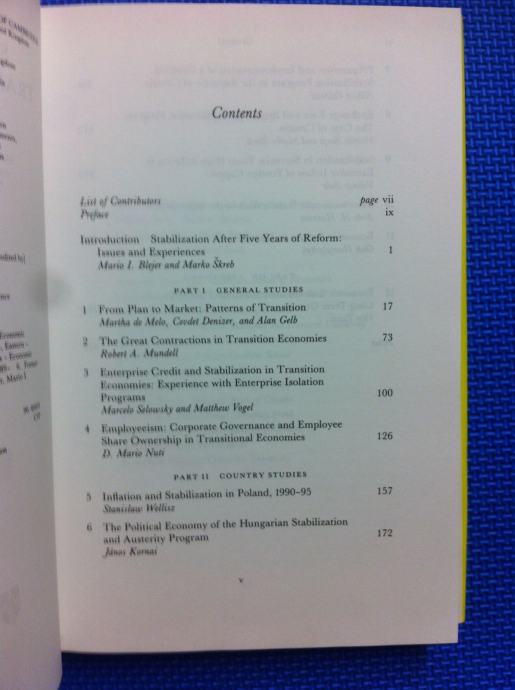 Contents
List of Contributors page vii
Preface ix
Introduction Stabilization After Five Years of Reform:
Issues and Experiences 1
Mario I. Blejer and Marko Škreb
PART I GENERAL STUDIES
1 From Plan to Market: Patterns of Transition 17
Martha de Melo, Cevdet Denizer, and Alan Gelb
2 The Great Contractions in Transition Economies 73
Robert A. Mundell
3 Enterprise Credit and Stabilization in Transition
Economies: Experience with Enterprise Isolation
Programs 100
Marcelo Selowsky and Matthew Vogel
4 Employeeism: Corporate Governance and Employee
Share Ownership in Transitional Economies 126
D. Mario Nuti
PART II COUNTRY STUDIES
5 Inflation and Stabilization in Poland, 1990–95 157
Stanislaw Wellisz
6 The Political Economy of the Hungarian Stabilization
and Austerity Program 172
János Kornai
v